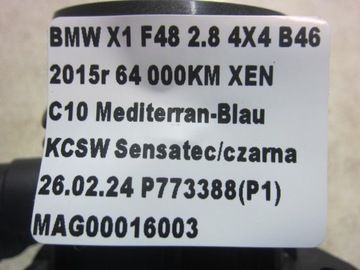 BMW X1 F48 2.8 4X4 B46
2015r 64 000KM XEN
C10 Mediterran-Blau
KCSW Sensatec/czarna
26.02.24 P773388(P1)
MAG00016003